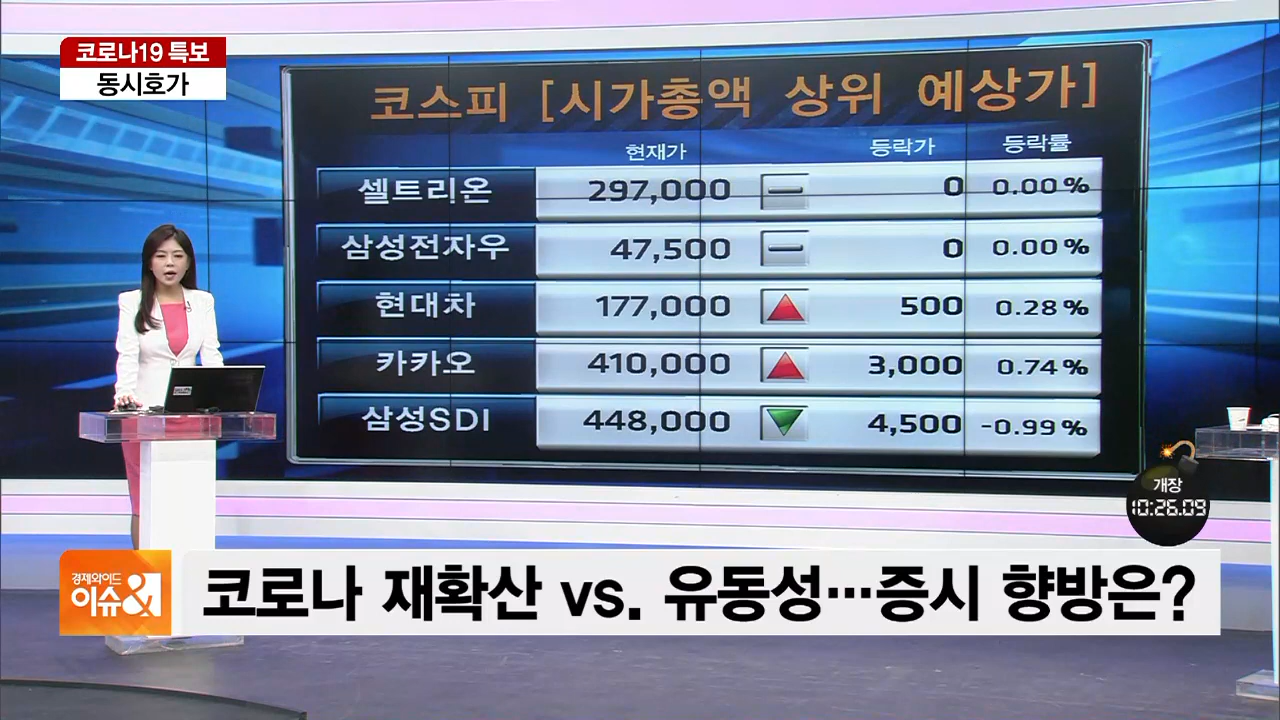 코로나19 특보
동시호가
코스피 [시가총액 상위 예상가]
현재가 등락가 등락률
셀트리온 297,000 0 0.00%
삼성전자우 47,500 0 0.00%
현대차 177,000 500 0.28%
카카오 410,000 3,000 0.74%
삼성SDI 448,000 4,500 -0.99%
개장
10:26.09
경제와이드
이슈&
코로나 재확산 vs. 유동성…증시 향방은?